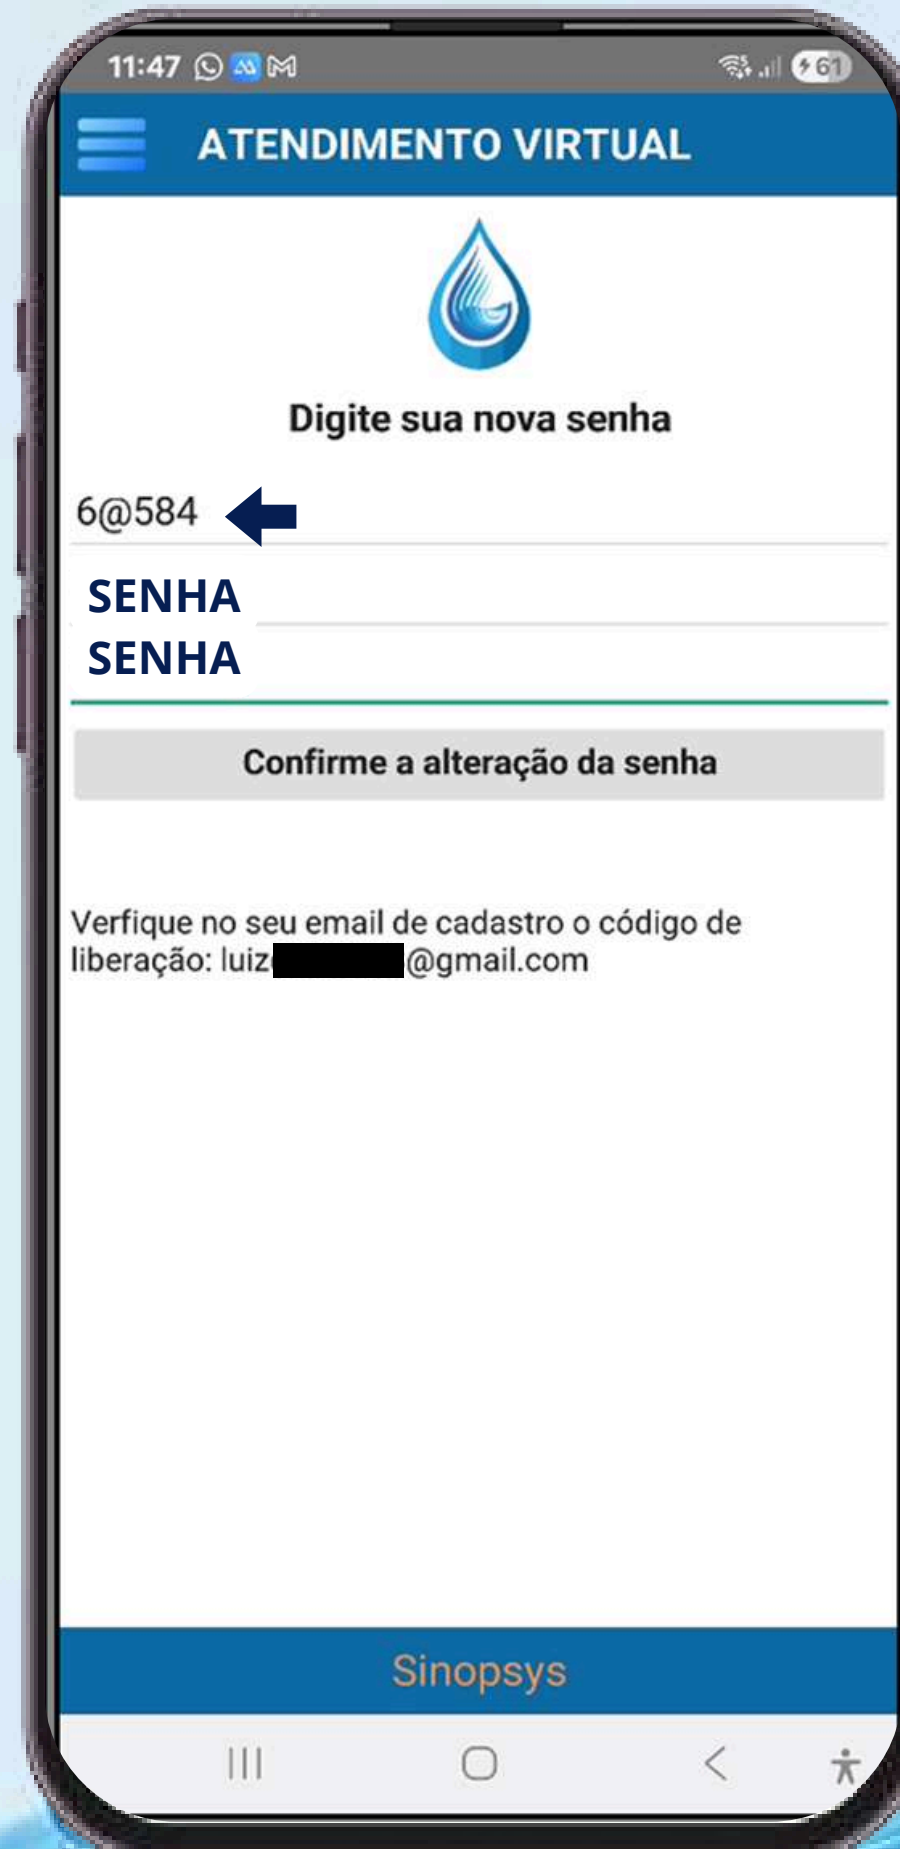 11:47
61
ATENDIMENTO VIRTUAL
Digite sua nova senha
6@584
SENHA
SENHA
Confirme a alteração da senha
Verfique no seu email de cadastro o código de
liberação: luiz @gmail.com
Sinopsys